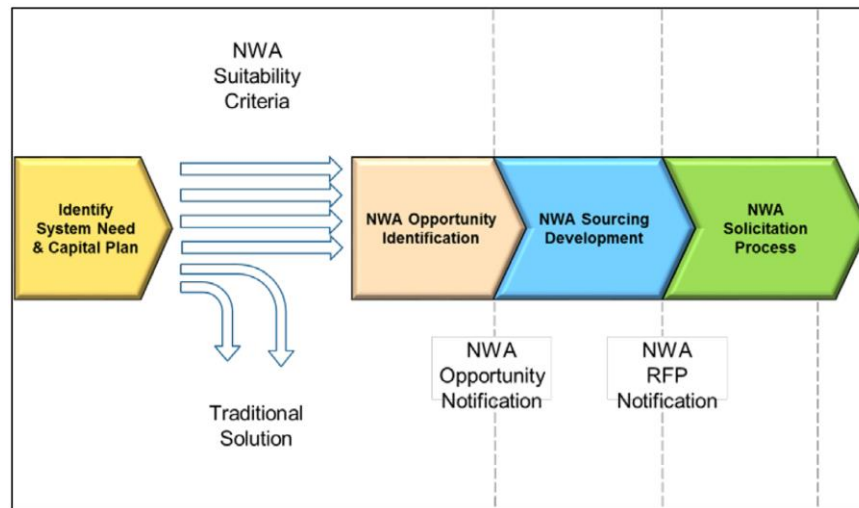 NWA
Suitability
Criteria
Identify
System Need
& Capital Plan
NWA Opportunity
Identification
NWA Sourcing
Development
NWA
Solicitation
Process
NWA
Opportunity
Notification
NWA
RFP
Notification
Traditional
Solution